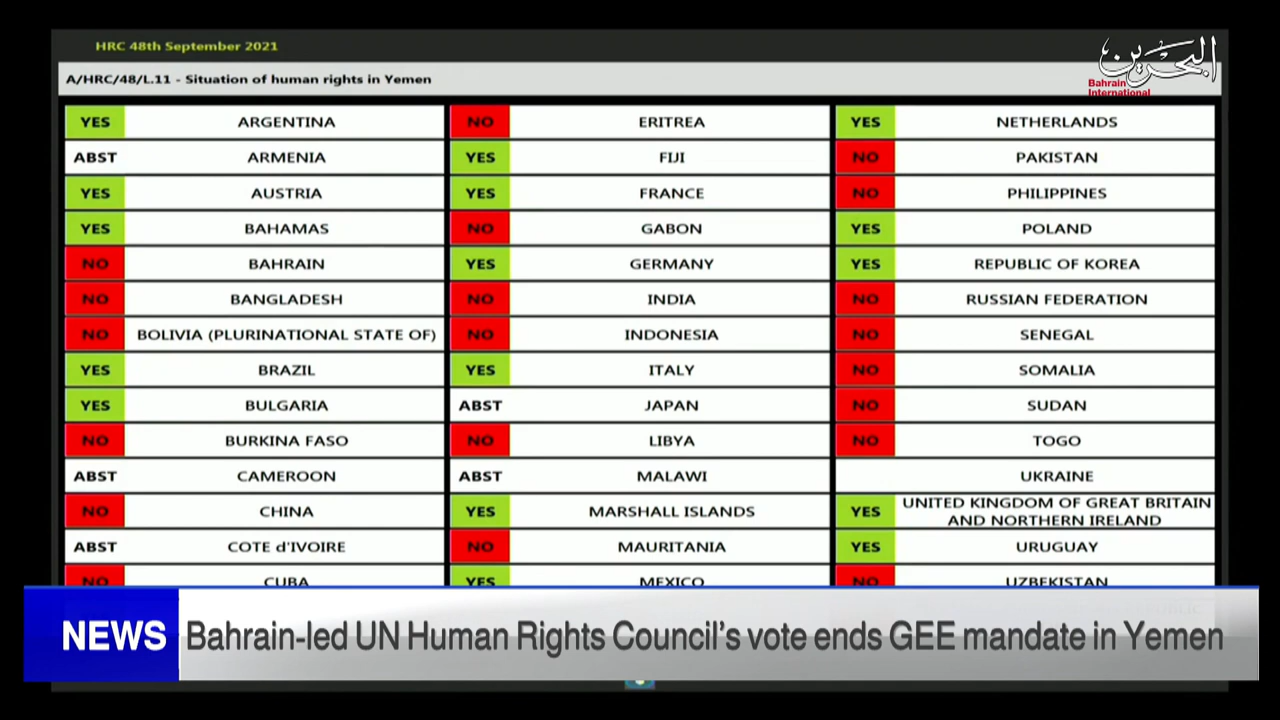 HRC 48th September 2021
البحرين
Bahrain
International
A/HRC/48/L.11 - Situation of human rights in Yemen
YES ARGENTINA NO ERITREA YES NETHERLANDS
ABST ARMENIA YES FIJI NO PAKISTAN
YES AUSTRIA YES FRANCE NO PHILIPPINES
YES BAHAMAS NO GABON YES POLAND
NO BAHRAIN YES GERMANY YES REPUBLIC OF KOREA
NO BANGLADESH NO INDIA NO RUSSIAN FEDERATION
NO BOLIVIA (PLURINATIONAL STATE OF) NO INDONESIA NO SENEGAL
YES BRAZIL YES ITALY NO SOMALIA
YES BULGARIA ABST JAPAN NO SUDAN
NO BURKINA FASO NO LIBYA NO TOGO
ABST CAMEROON ABST MALAWI UKRAINE
NO CHINA YES MARSHALL ISLANDS YES UNITED KINGDOM OF GREAT BRITAIN
AND NORTHERN IRELAND
ABST COTE d'IVOIRE NO MAURITANIA YES URUGUAY
NO CUBA YES MEXICO NO UZBEKISTAN
NEWS Bahrain-led UN Human Rights Council's vote ends GEE mandate in Yemen